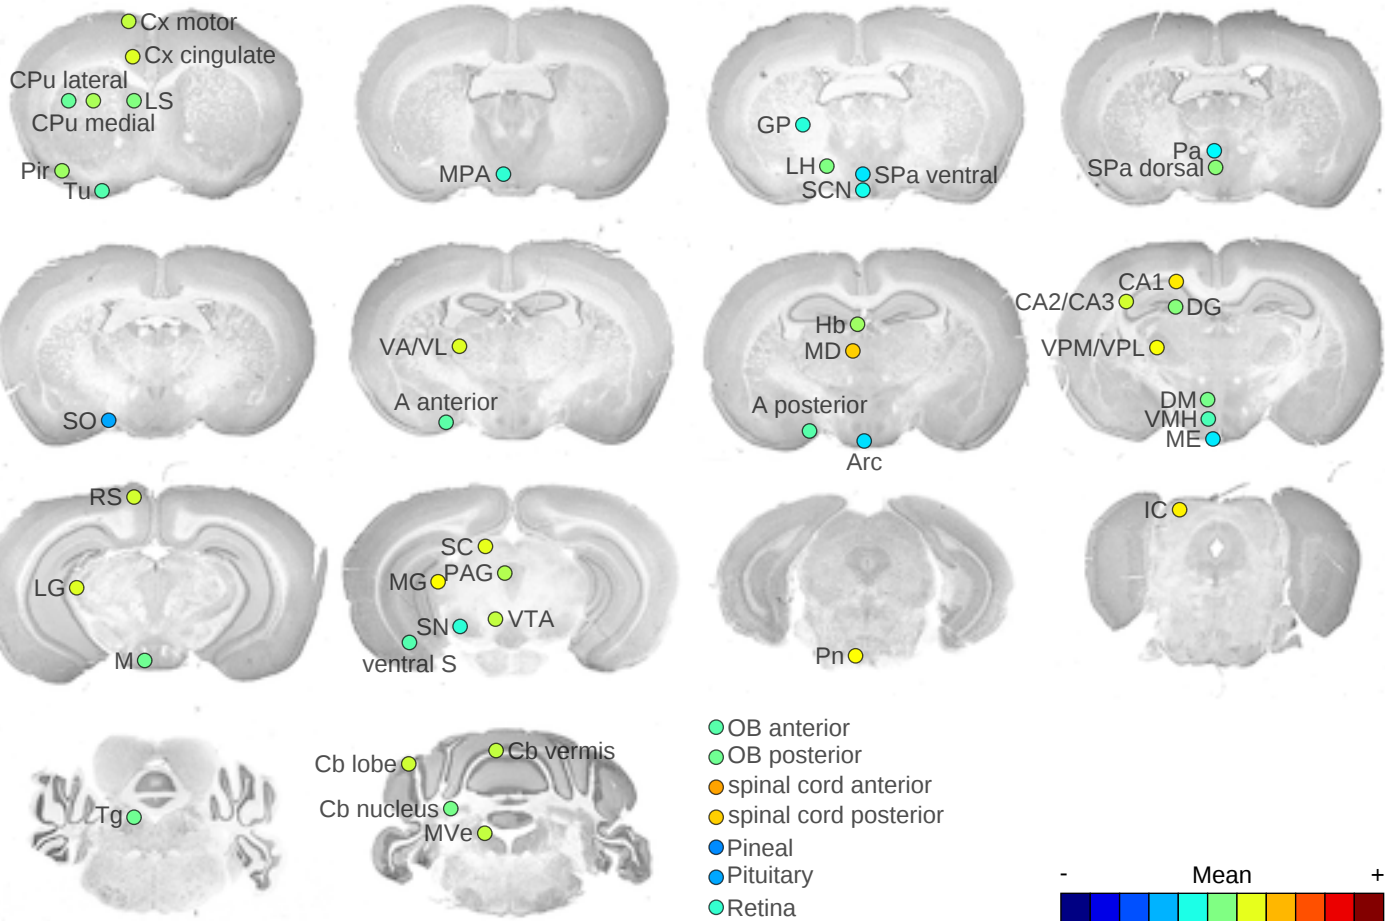 Cx motor
Cx cingulate
CPu lateral
LS
CPu medial
Pir
Tu
MPA
GP
LH
SPa ventral
SCN
Pa
SPa dorsal
SO
VA/VL
A anterior
Hb
MD
A posterior
Arc
CA1
CA2/CA3
DG
VPM/VPL
DM
VMH
ME
RS
LG
M
SC
MG
PAG
SN
VTA
ventral S
Pn
IC
Tg
Cb lobe
Cb vermis
Cb nucleus
MVe
OB anterior
OB posterior
spinal cord anterior
spinal cord posterior
Pineal
Pituitary
Retina
- Mean +